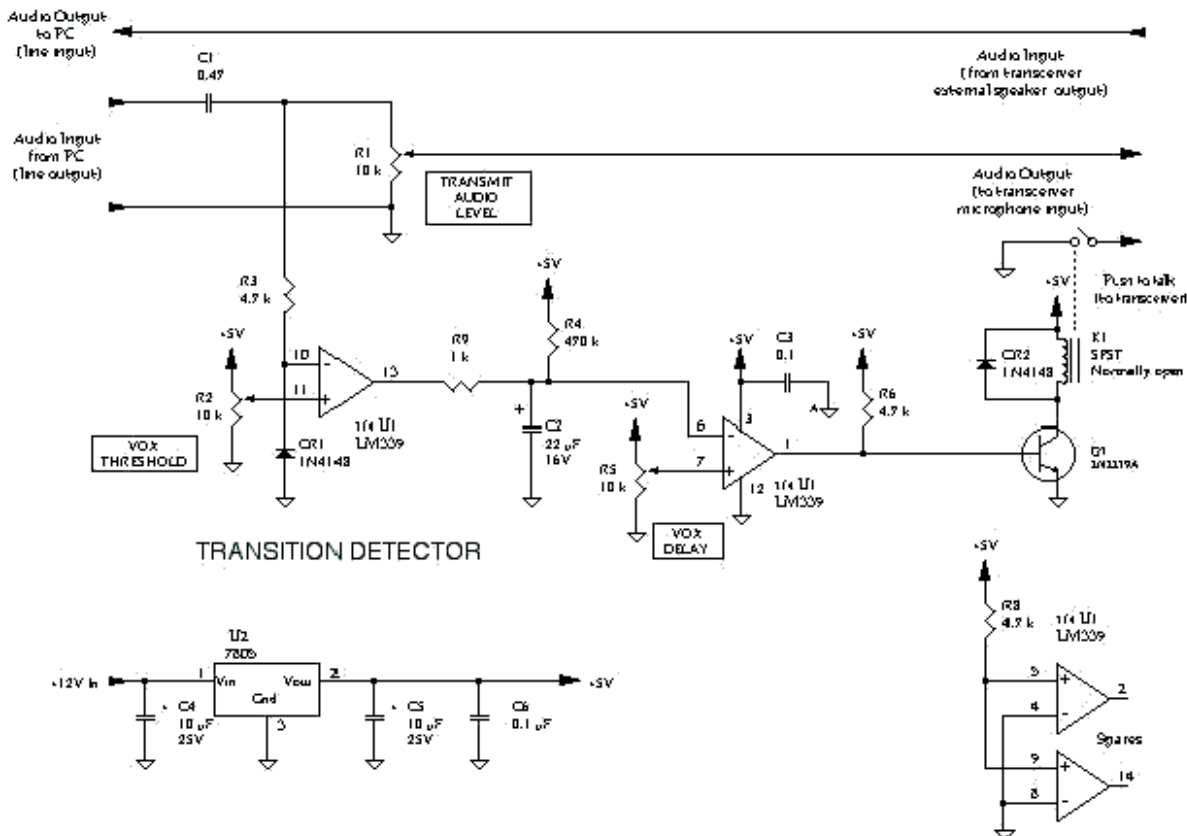 Audio Output
to PC
(line input)
C1
0.47
Audio Input
(from transceiver
external speaker output)
Audio Input
from PC
(line output)
R1
10 k
TRANSMIT
AUDIO
LEVEL
Audio Output
(to transceiver
microphone input)
Push to talk
(to transceiver)
+5V
R3
4.7 k
+5V
R4
470 k
R9
1 k
+5V
C3
0.1
A
+5V
R6
4.7 k
CR2
1N4148
K1
SPST
Normally open
+5V
R2
10 k
VOX
THRESHOLD
10
11
13
1/4 U1
LM339
CR1
1N4148
+
C2
22 uF
16V
+5V
R5
10 k
VOX
DELAY
6
7
3
1
12
1/4 U1
LM339
Q1
TRANSITION DETECTOR
+12V In
U2
7805
1
Vin
Vout
2
Gnd
3
+5V
+
C4
10 uF
25V
+
C5
10 uF
25V
C6
0.1 uF
+5V
R8
4.7 k
1/4 U1
LM339
5
4
2
Spares
9
8
14